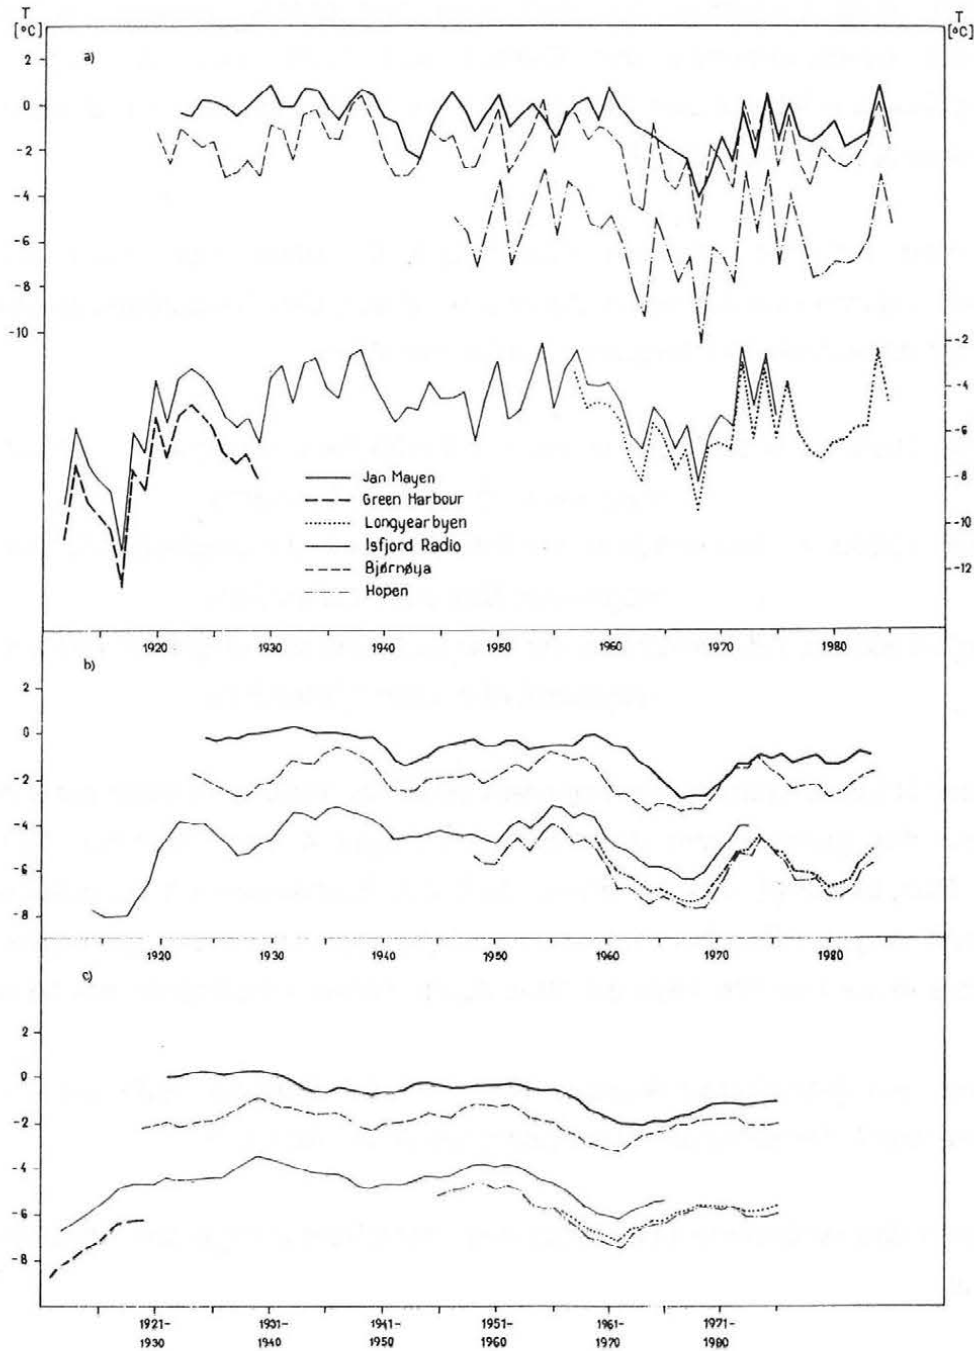 T
[°C]
T
[°C]
a)
2
0
-2
-4
-6
-8
-10
-2
-4
-6
-8
-10
-12
Jan Mayen
Green Harbour
Longyearbyen
Isfjord Radio
Bjørnøya
Hopen
1920 1930 1940 1950 1960 1970 1980
b)
2
0
-2
-4
-6
-8
1920 1930 1940 1950 1960 1970 1980
c)
2
0
-2
-4
-6
-8
1921- 1931- 1941- 1951- 1961- 1971-
1930 1940 1950 1960 1970 1980